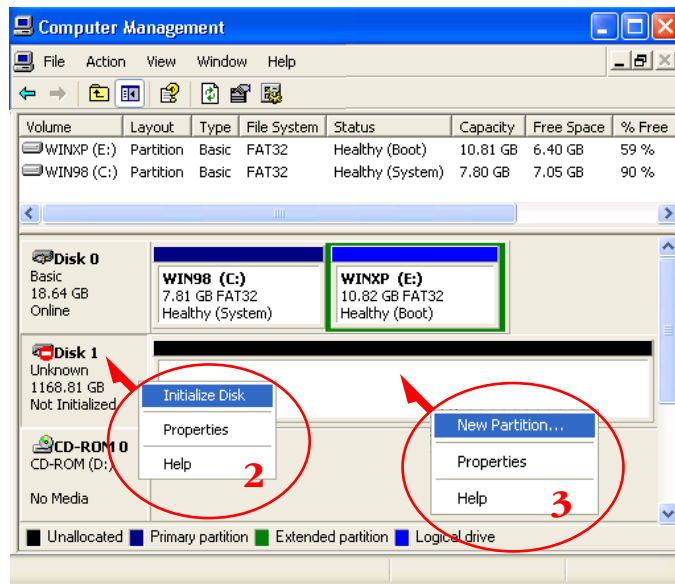 Computer Management
File Action View Window Help
Volume Layout Type File System Status Capacity Free Space % Free
WINXP (E:) Partition Basic FAT32 Healthy (Boot) 10.81 GB 6.40 GB 59 %
WIN98 (C:) Partition Basic FAT32 Healthy (System) 7.80 GB 7.05 GB 90 %
Disk 0
Basic
18.64 GB
Online
WIN98 (C:)
7.81 GB FAT32
Healthy (System)
WINXP (E:)
10.82 GB FAT32
Healthy (Boot)
Disk 1
Unknown
1168.81 GB
Not Initialized
Initialize Disk
Properties
Help
2
New Partition...
Properties
Help
3
CD-ROM 0
CD-ROM (D:)
No Media
Unallocated Primary partition Extended partition Logical drive